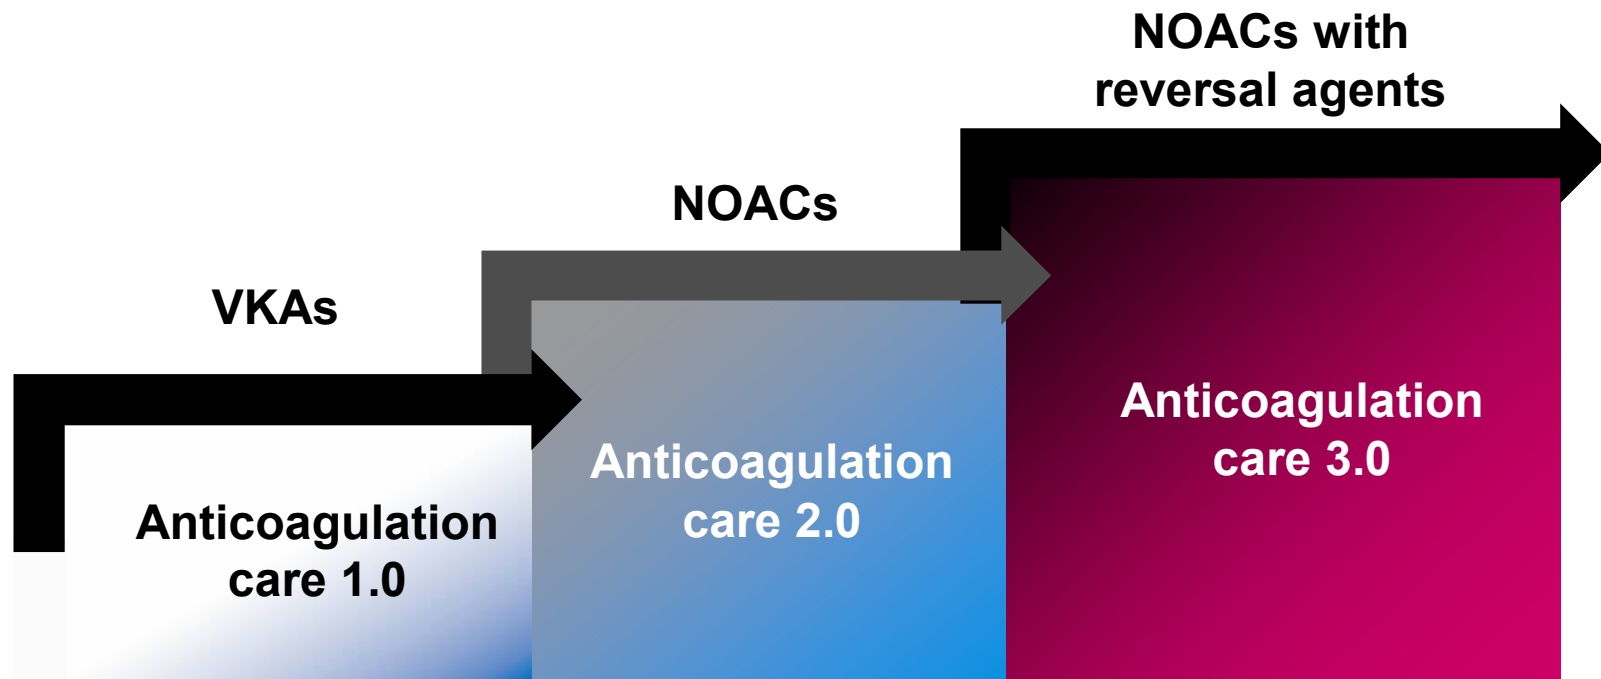 VKAs
Anticoagulation
care 1.0
NOACs
Anticoagulation
care 2.0
NOACs with
reversal agents
Anticoagulation
care 3.0